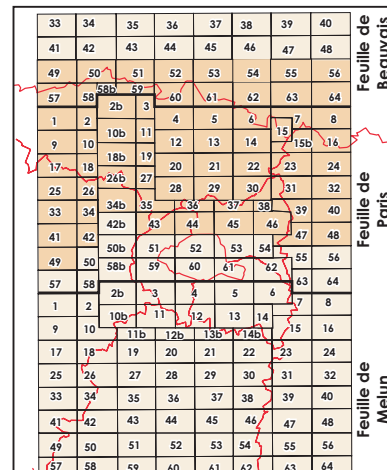 33 34 35 36 37 38 39 40
41 42 43 44 45 46 47 48
49 50 51 52 53 54 55 56
58b 59
57 58 60 61 62 63 64
2b 3
1 2 4 5 6 7 8
10b 11 15
9 10 12 13 14 15b 16
18b 19
17 18 20 21 22 23 24
26b 27
25 26 28 29 30 31 32
34b 35 36 37 38
33 34 39 40
42b 43 44 45 46
41 42 47 48
50b 51 52 53 54
49 50 55 56
58b 59 60 61 62
57 58 63 64
2b 3 4 5 6
1 2 7 8
10b 11 12 13 14
9 10 15 16
11b 12b 13b 14b
17 18 19 20 21 22 23 24
25 26 27 28 29 30 31 32
33 34 35 36 37 38 39 40
41 42 43 44 45 46 47 48
49 50 51 52 53 54 55 56
57 58 59 60 61 62 63 64
Feuille de
Beauvais
Feuille de
Paris
Feuille de
Melun